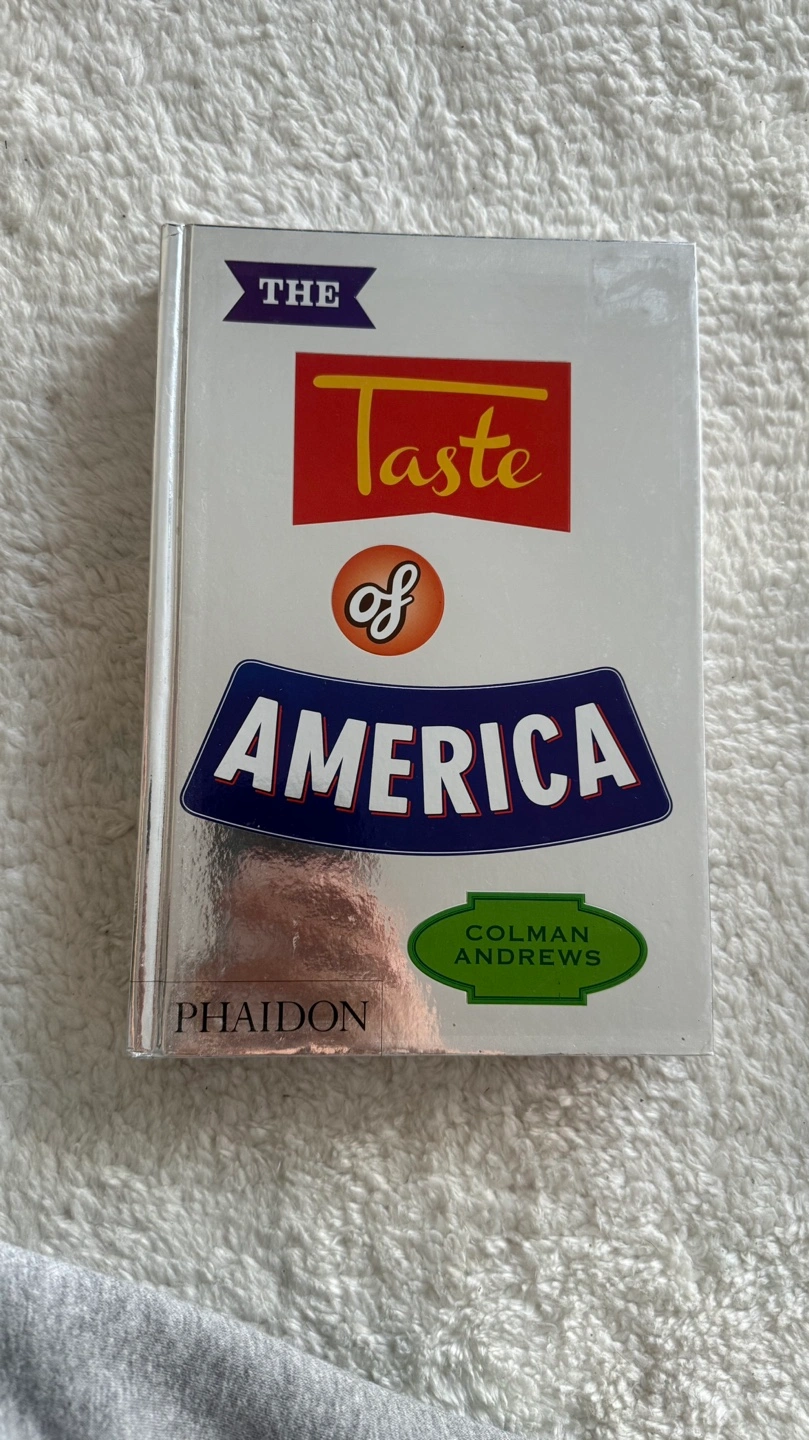 THE
Taste
of
AMERICA
COLMAN
ANDREWS
PHAIDON